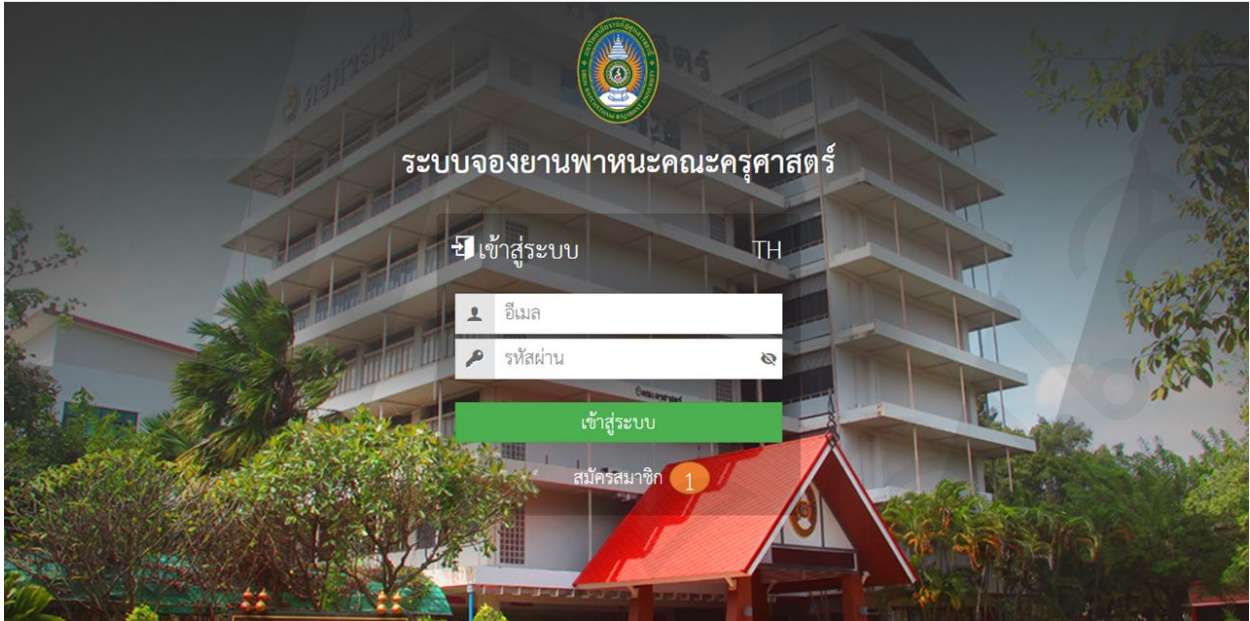 ระบบจองยานพาหนะคณะครุศาสตร์
เข้าสู่ระบบ TH
อีเมล
รหัสผ่าน
เข้าสู่ระบบ
สมัครสมาชิก 1